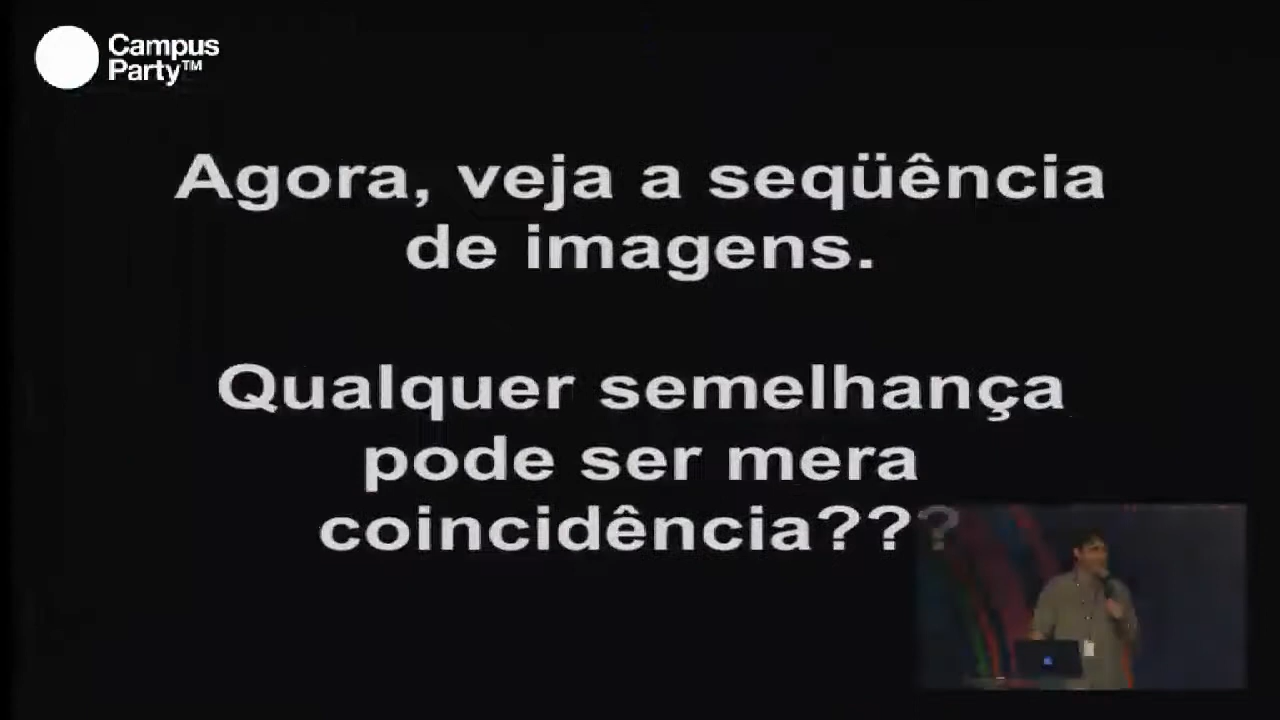 Campus
Party™
Agora, veja a seqüência
de imagens.
Qualquer semelhança
pode ser mera
coincidência???